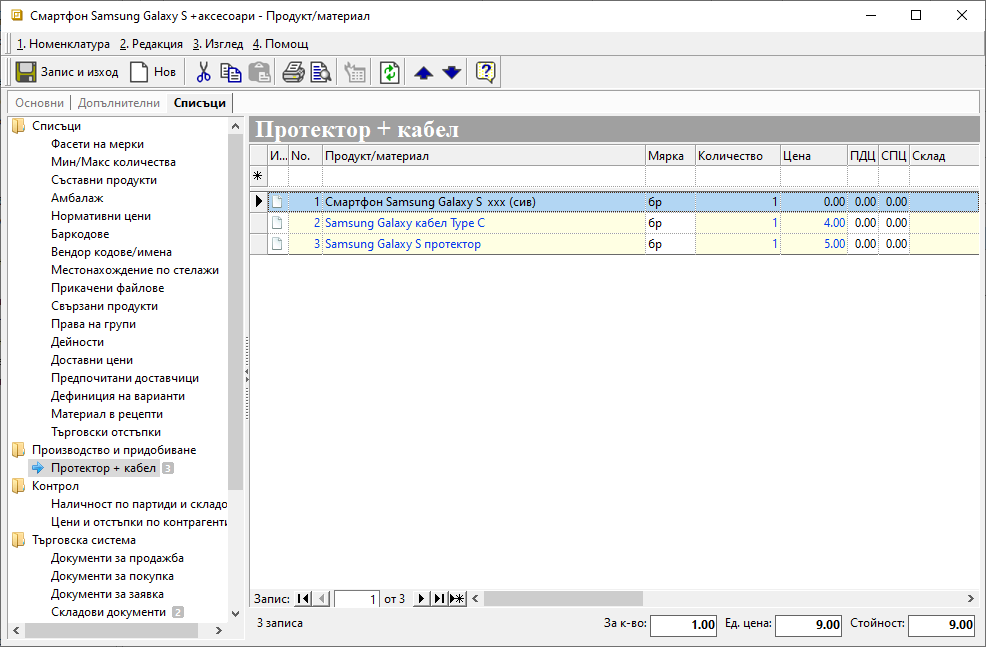 Смартфон Samsung Galaxy S +аксесоари - Продукт/материал
1. Номенклатура 2. Редакция 3. Изглед 4. Помощ
Запис и изход Нов
Основни Допълнителни Списъци
Списъци
Фасети на мерки
Мин/Макс количества
Съставни продукти
Амбалаж
Нормативни цени
Баркодове
Вендор кодове/имена
Местонахождение по стелажи
Прикачени файлове
Свързани продукти
Права на групи
Дейности
Доставни цени
Предпочитани доставчици
Дефиниция на варианти
Материал в рецепти
Търговски отстъпки
Производство и придобиване
Протектор + кабел 3
Контрол
Наличност по партиди и складо
Цени и отстъпки по контрагенти
Търговска система
Документи за продажба
Документи за покупка
Документи за заявка
Складови документи 2
Протектор + кабел
И... No. Продукт/материал Мярка Количество Цена ПДЦ СПЦ Склад
1 Смартфон Samsung Galaxy S xxx (сив) бр 1 0.00 0.00 0.00
2 Samsung Galaxy кабел Type C бр 1 4.00 0.00 0.00
3 Samsung Galaxy S протектор бр 1 5.00 0.00 0.00
Запис: 1 от 3
3 записа За к-во: 1.00 Ед. цена: 9.00 Стойност: 9.00